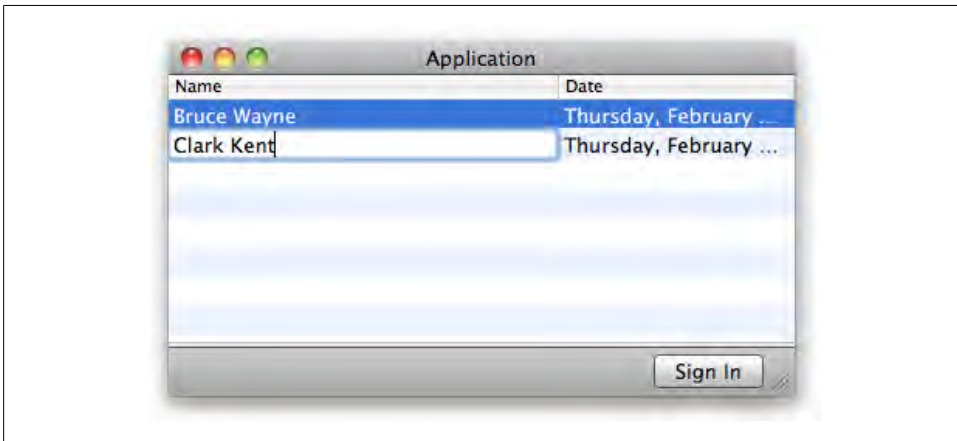 Application
Name Date
Bruce Wayne Thursday, February ...
Clark Kent Thursday, February ...
Sign In